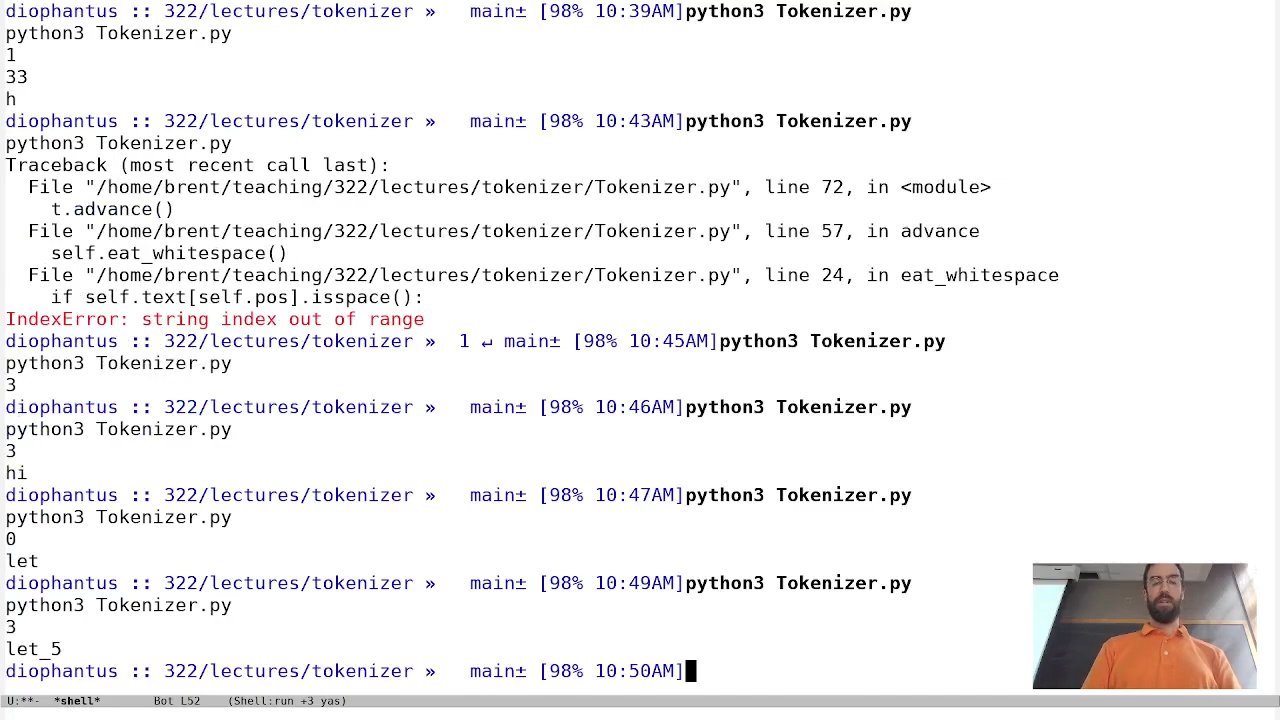 diophantus :: 322/lectures/tokenizer »   main± [98% 10:39AM]python3 Tokenizer.py
python3 Tokenizer.py
1
33
h
diophantus :: 322/lectures/tokenizer »   main± [98% 10:43AM]python3 Tokenizer.py
python3 Tokenizer.py
Traceback (most recent call last):
  File "/home/brent/teaching/322/lectures/tokenizer/Tokenizer.py", line 72, in <module>
    t.advance()
  File "/home/brent/teaching/322/lectures/tokenizer/Tokenizer.py", line 57, in advance
    self.eat_whitespace()
  File "/home/brent/teaching/322/lectures/tokenizer/Tokenizer.py", line 24, in eat_whitespace
    if self.text[self.pos].isspace():
IndexError: string index out of range
diophantus :: 322/lectures/tokenizer »  1 ↵ main± [98% 10:45AM]python3 Tokenizer.py
python3 Tokenizer.py
3
diophantus :: 322/lectures/tokenizer »   main± [98% 10:46AM]python3 Tokenizer.py
python3 Tokenizer.py
3
hi
diophantus :: 322/lectures/tokenizer »   main± [98% 10:47AM]python3 Tokenizer.py
python3 Tokenizer.py
0
let
diophantus :: 322/lectures/tokenizer »   main± [98% 10:49AM]python3 Tokenizer.py
python3 Tokenizer.py
3
let_5
diophantus :: 322/lectures/tokenizer »   main± [98% 10:50AM]
U:**-  *shell*   Bot L52   (Shell:run +3 yas)